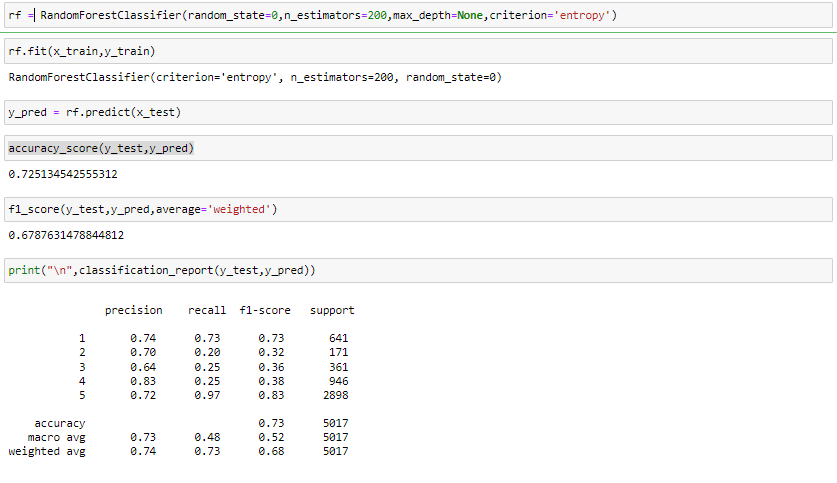 rf = RandomForestClassifier(random_state=0,n_estimators=200,max_depth=None,criterion='entropy')
rf.fit(x_train,y_train)
RandomForestClassifier(criterion='entropy', n_estimators=200, random_state=0)
y_pred = rf.predict(x_test)
accuracy_score(y_test,y_pred)
0.725134542555312
f1_score(y_test,y_pred,average='weighted')
0.6787631478844812
print("\n",classification_report(y_test,y_pred))
precision recall f1-score support
1 0.74 0.73 0.73 641
2 0.70 0.20 0.32 171
3 0.64 0.25 0.36 361
4 0.83 0.25 0.38 946
5 0.72 0.97 0.83 2898
accuracy 0.73 5017
macro avg 0.73 0.48 0.52 5017
weighted avg 0.74 0.73 0.68 5017